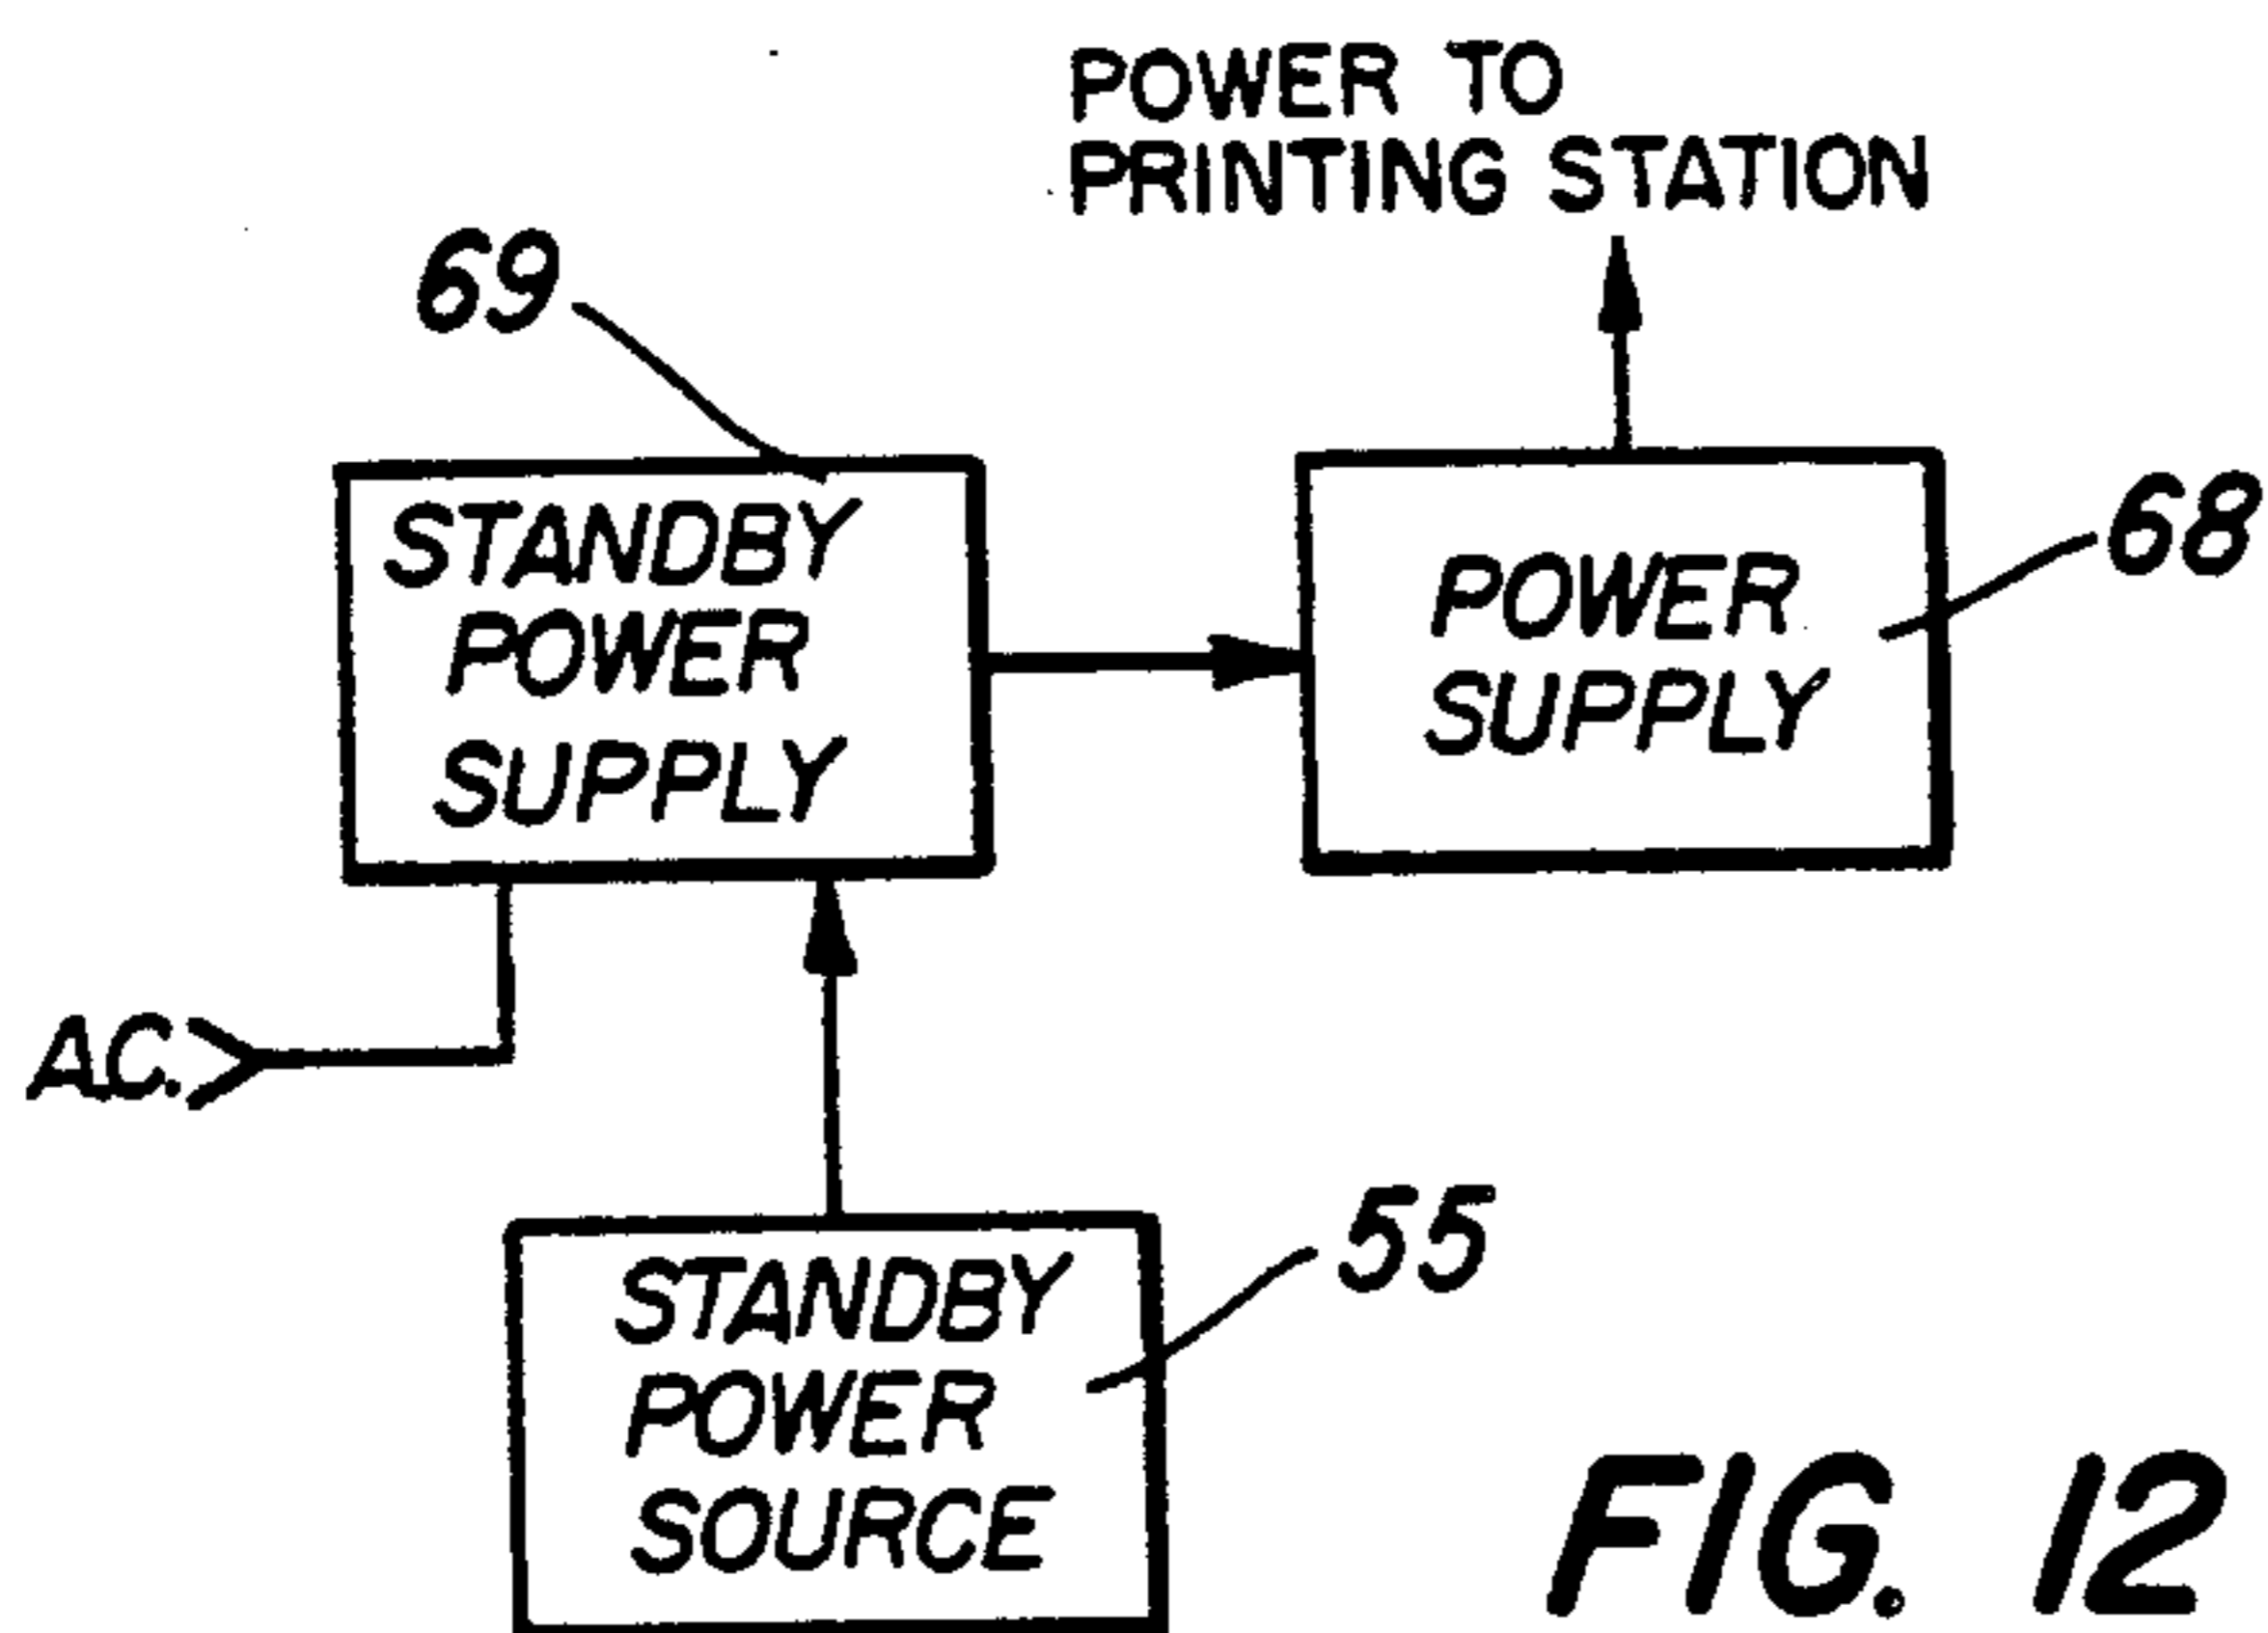 POWER TO
PRINTING STATION
69
STANDBY
POWER
SUPPLY
POWER
SUPPLY
68
A.C.
STANDBY
POWER
SOURCE
55
FIG. 12